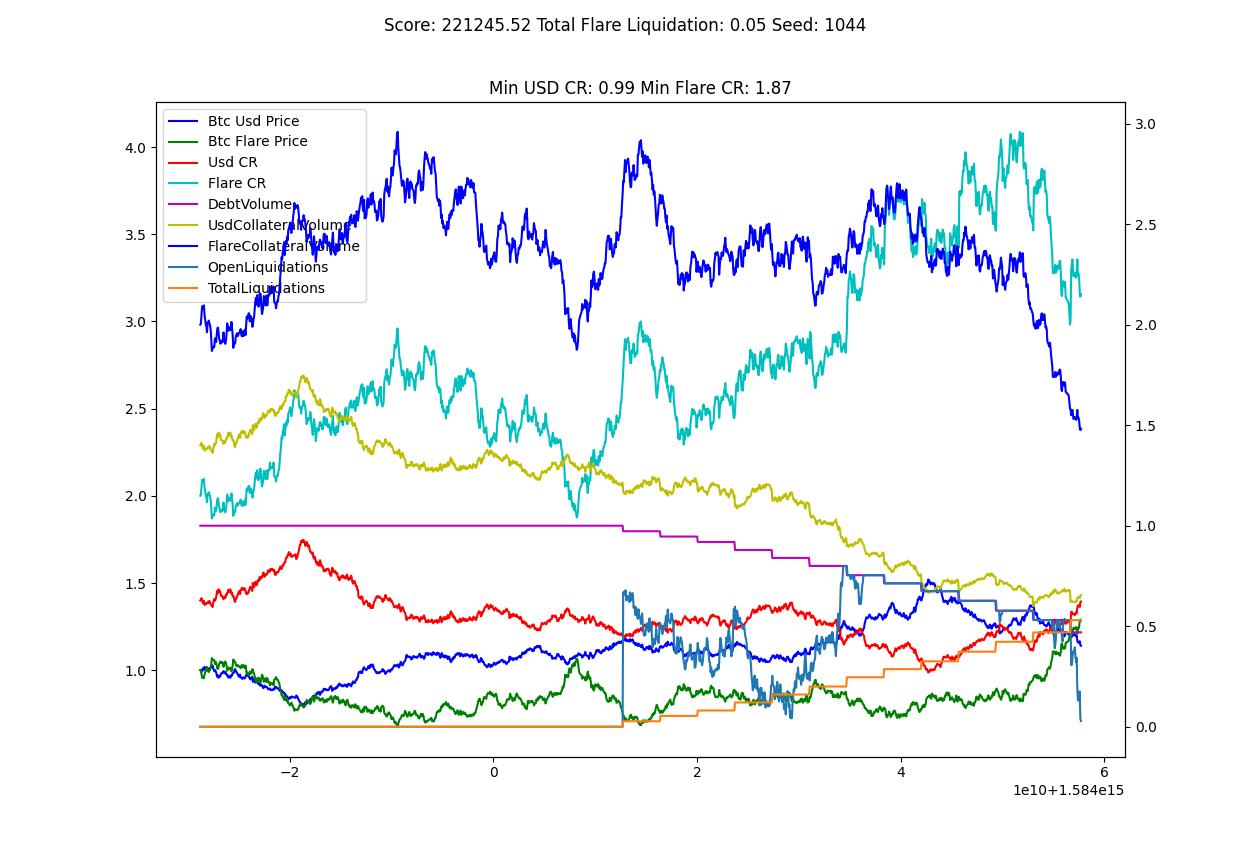 Score: 221245.52 Total Flare Liquidation: 0.05 Seed: 1044
Min USD CR: 0.99 Min Flare CR: 1.87
Btc Usd Price
Btc Flare Price
Usd CR
Flare CR
DebtVolume
UsdCollateralVolume
FlareCollateralVolume
OpenLiquidations
TotalLiquidations
4.0
3.5
3.0
2.5
2.0
1.5
1.0
3.0
2.5
2.0
1.5
1.0
0.5
0.0
−2
0
2
4
6
1e10+1.584e15